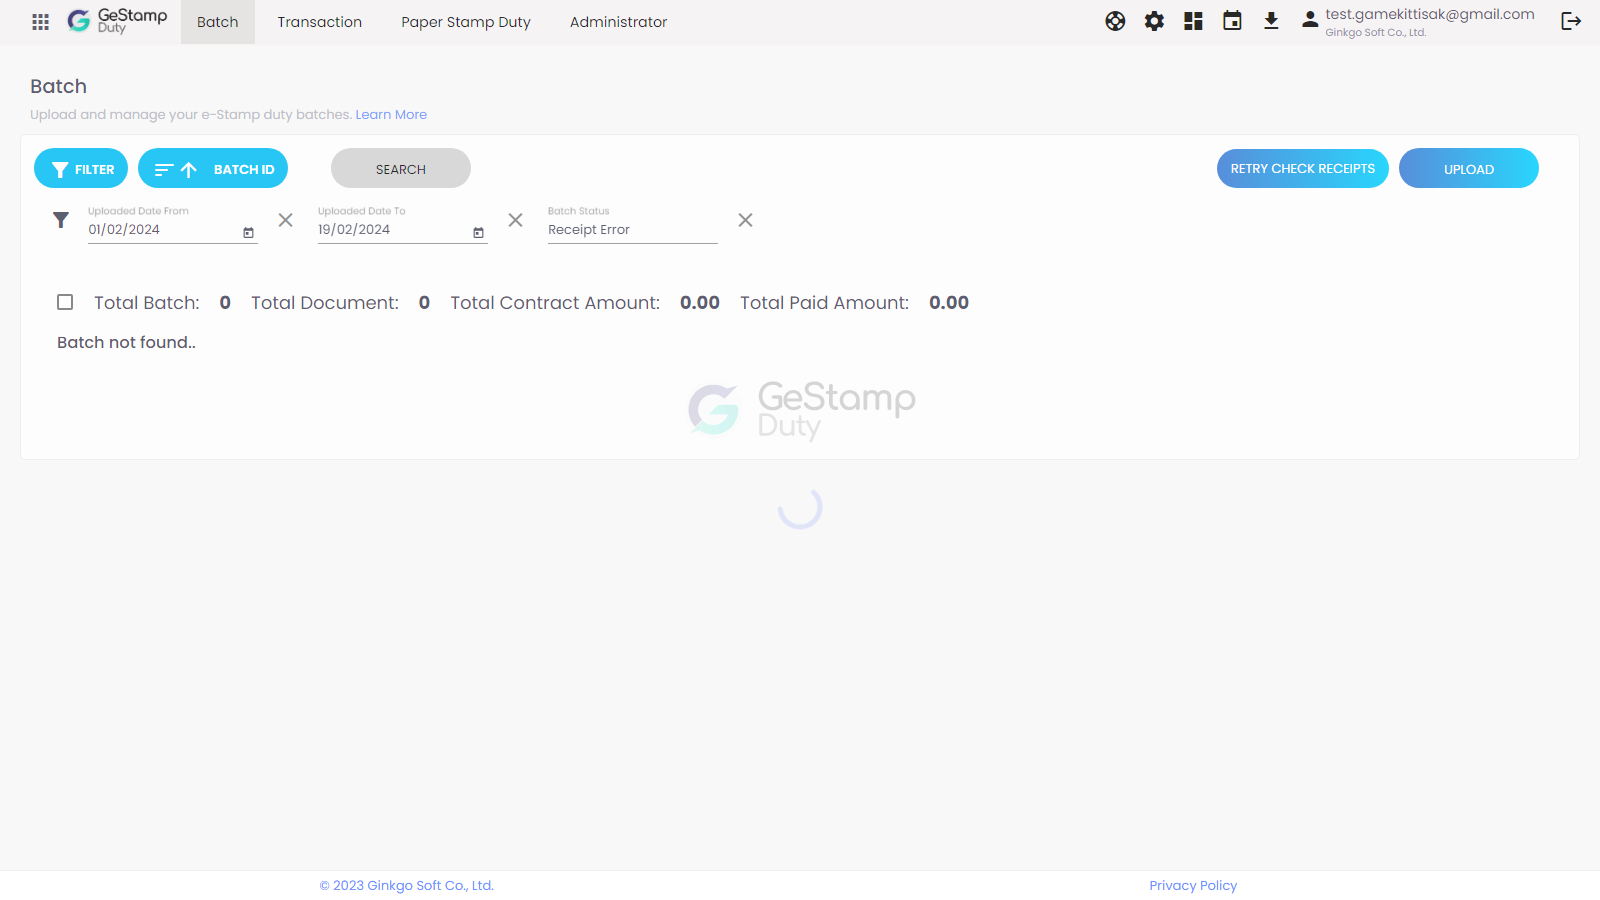 GeStamp
Duty
Batch
Transaction
Paper Stamp Duty
Administrator
test.gamekittisak@gmail.com
Ginkgo Soft Co., Ltd.
Batch
Upload and manage your e-Stamp duty batches. Learn More
FILTER
BATCH ID
SEARCH
RETRY CHECK RECEIPTS
UPLOAD
Uploaded Date From
01/02/2024
Uploaded Date To
19/02/2024
Batch Status
Receipt Error
Total Batch: 0 Total Document: 0 Total Contract Amount: 0.00 Total Paid Amount: 0.00
Batch not found..
GeStamp
Duty
© 2023 Ginkgo Soft Co., Ltd.
Privacy Policy